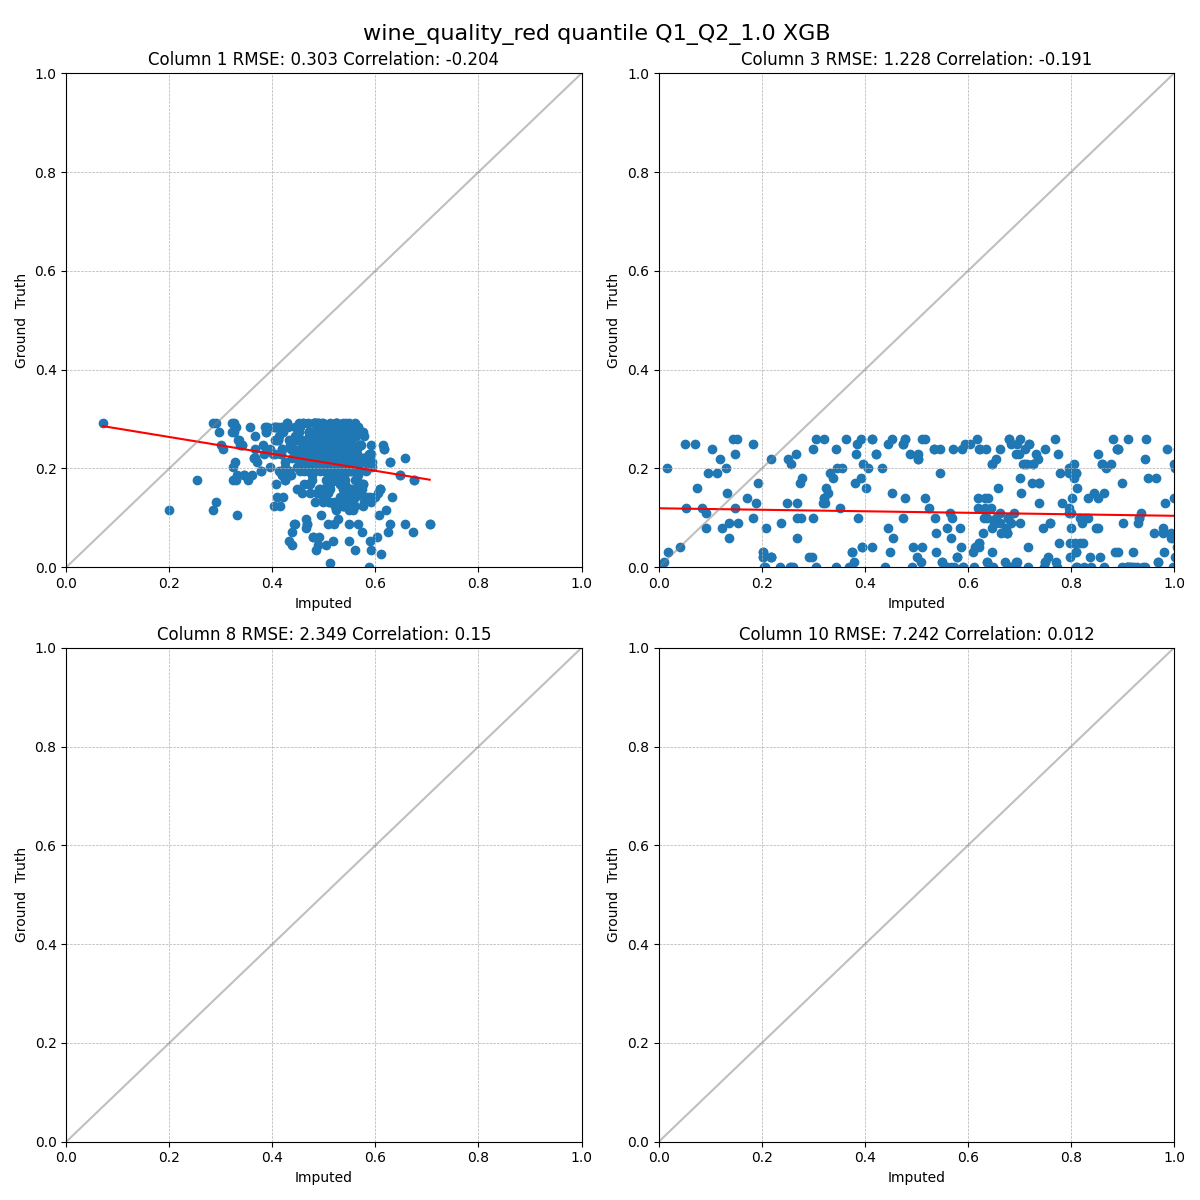 wine_quality_red quantile Q1_Q2_1.0 XGB
Column 1 RMSE: 0.303 Correlation: -0.204
1.0
0.8
0.6
0.4
0.2
0.0
Ground Truth
0.0 0.2 0.4 0.6 0.8 1.0
Imputed
Column 3 RMSE: 1.228 Correlation: -0.191
1.0
0.8
0.6
0.4
0.2
0.0
Ground Truth
0.0 0.2 0.4 0.6 0.8 1.0
Imputed
Column 8 RMSE: 2.349 Correlation: 0.15
1.0
0.8
0.6
0.4
0.2
0.0
Ground Truth
0.0 0.2 0.4 0.6 0.8 1.0
Imputed
Column 10 RMSE: 7.242 Correlation: 0.012
1.0
0.8
0.6
0.4
0.2
0.0
Ground Truth
0.0 0.2 0.4 0.6 0.8 1.0
Imputed